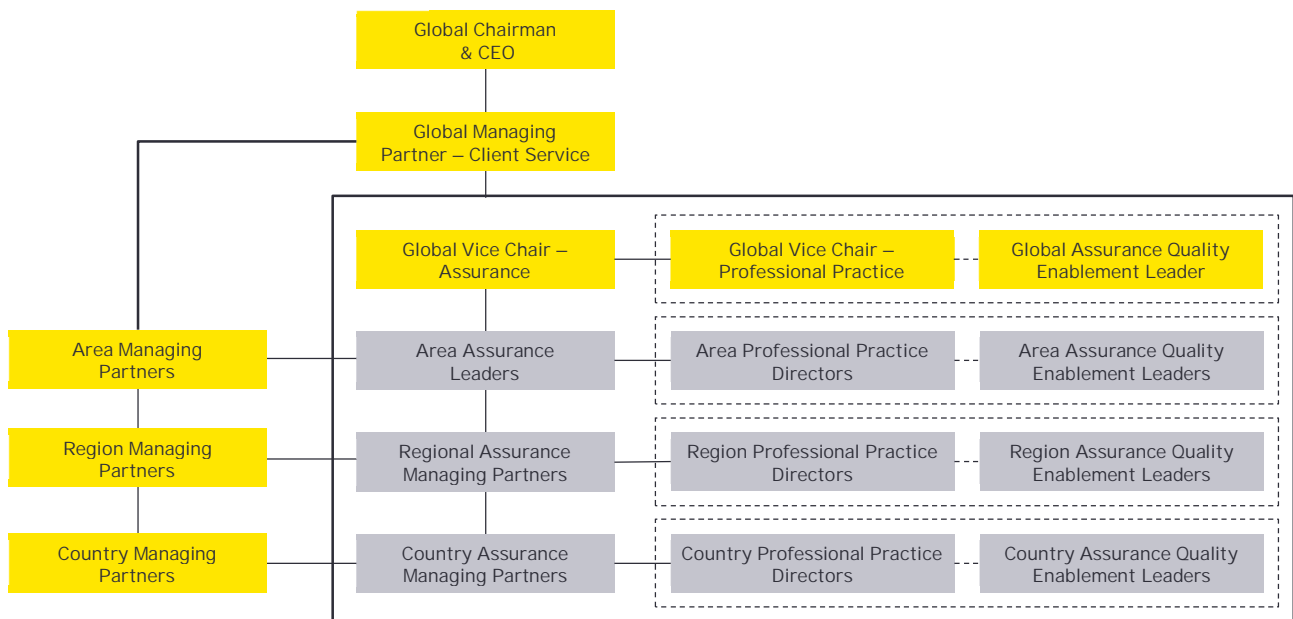 Global Chairman
& CEO
Global Managing
Partner – Client Service
Global Vice Chair –
Assurance
Global Vice Chair –
Professional Practice
Global Assurance Quality
Enablement Leader
Area Managing
Partners
Area Assurance
Leaders
Area Professional Practice
Directors
Area Assurance Quality
Enablement Leaders
Region Managing
Partners
Regional Assurance
Managing Partners
Region Professional Practice
Directors
Region Assurance Quality
Enablement Leaders
Country Managing
Partners
Country Assurance
Managing Partners
Country Professional Practice
Directors
Country Assurance Quality
Enablement Leaders